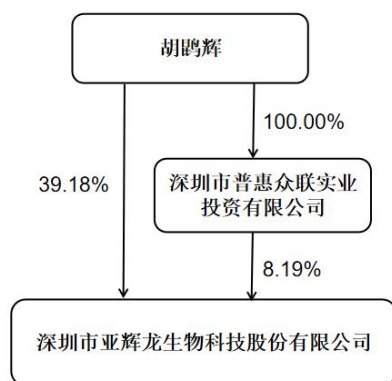 胡鹍辉
100.00%
39.18%
深圳市普惠众联实业
投资有限公司
8.19%
深圳市亚辉龙生物科技股份有限公司